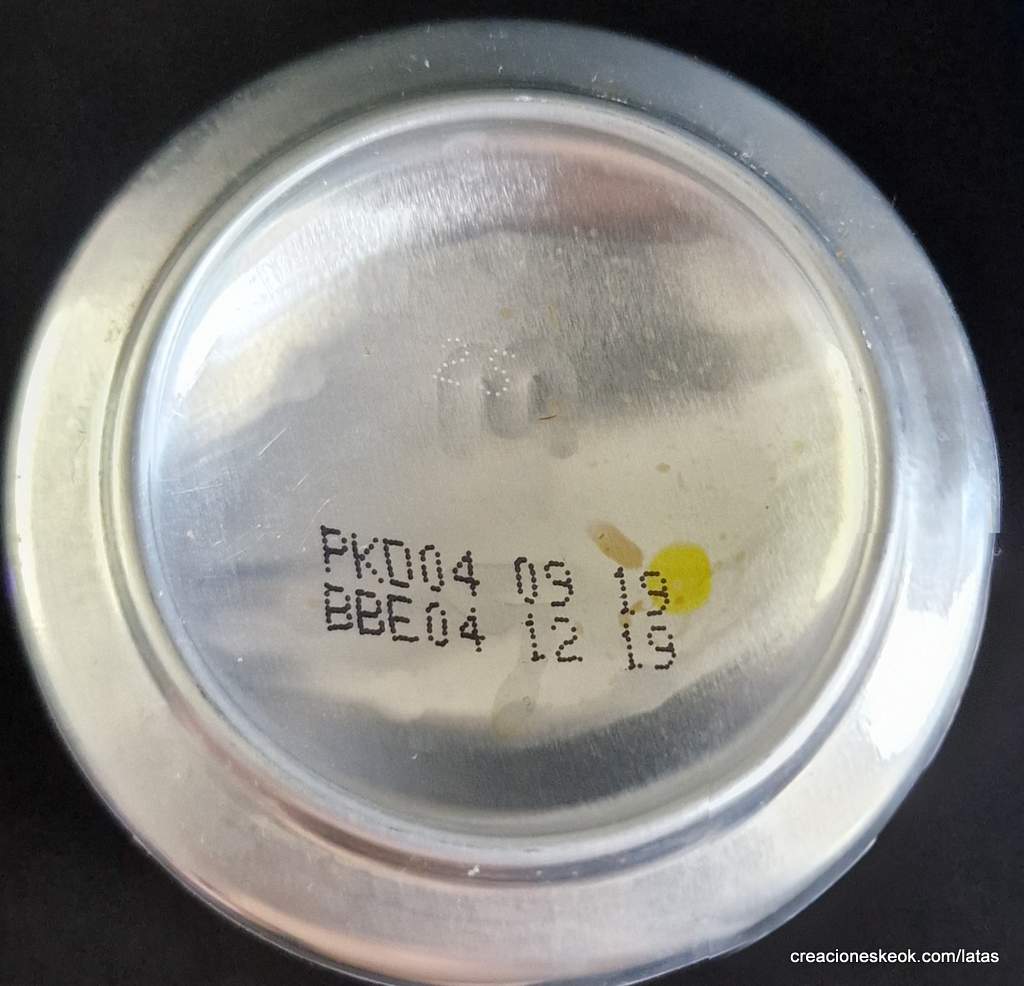 PKD04 09 19
BBE04 12 19
creacioneskeok.com/latas